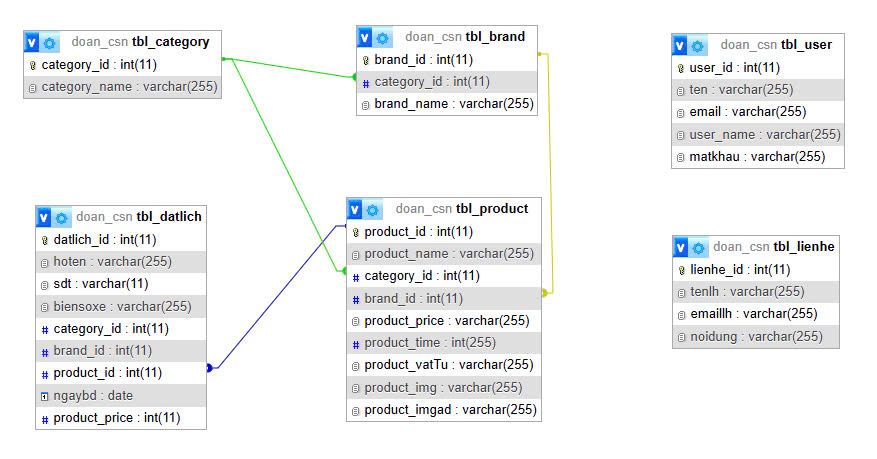 doan_csn tbl_category
category_id : int(11)
category_name : varchar(255)
doan_csn tbl_brand
brand_id : int(11)
category_id : int(11)
brand_name : varchar(255)
doan_csn tbl_user
user_id : int(11)
ten : varchar(255)
email : varchar(255)
user_name : varchar(255)
matkhau : varchar(255)
doan_csn tbl_datlich
datlich_id : int(11)
hoten : varchar(255)
sdt : varchar(11)
biensoxe : varchar(255)
category_id : int(11)
brand_id : int(11)
product_id : int(11)
ngaybd : date
product_price : int(11)
doan_csn tbl_product
product_id : int(11)
product_name : varchar(255)
category_id : int(11)
brand_id : int(11)
product_price : varchar(255)
product_time : int(255)
product_vatTu : varchar(255)
product_img : varchar(255)
product_imgad : varchar(255)
doan_csn tbl_lienhe
lienhe_id : int(11)
tenlh : varchar(255)
emaillh : varchar(255)
noidung : varchar(255)